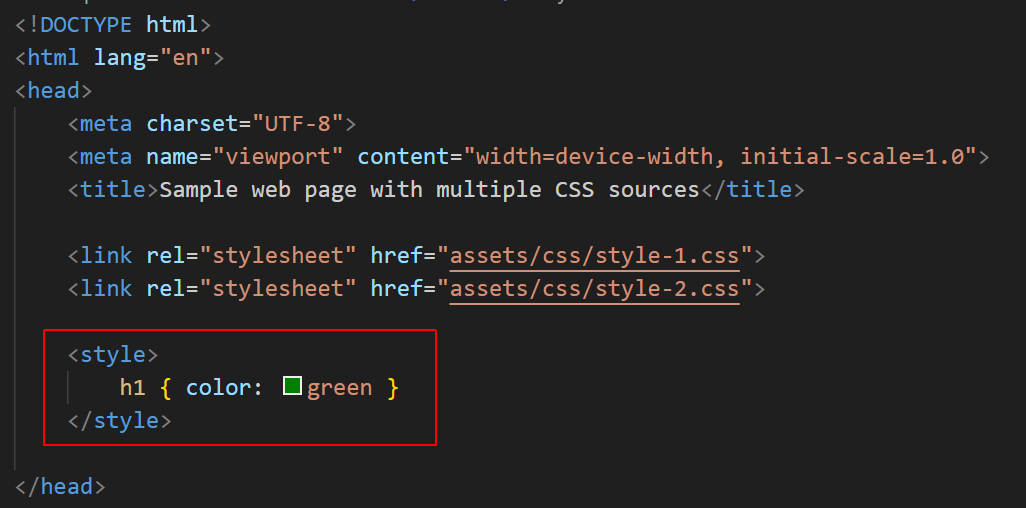 <!DOCTYPE html>
<html lang="en">
<head>
<meta charset="UTF-8">
<meta name="viewport" content="width=device-width, initial-scale=1.0">
<title>Sample web page with multiple CSS sources</title>
<link rel="stylesheet" href="assets/css/style-1.css">
<link rel="stylesheet" href="assets/css/style-2.css">
<style>
h1 { color: green }
</style>
</head>